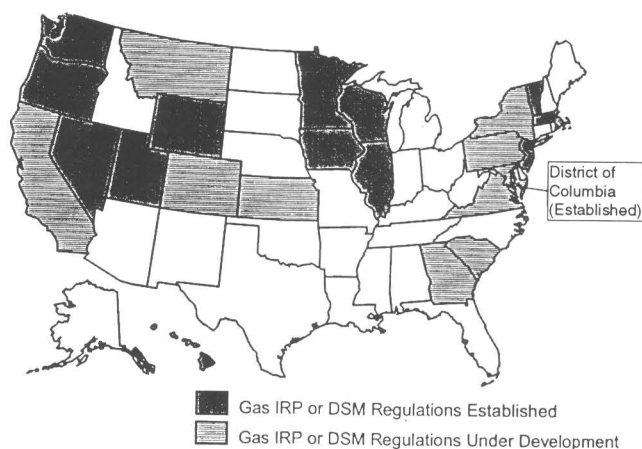 District of
Columbia
(Established)
Gas IRP or DSM Regulations Established
Gas IRP or DSM Regulations Under Development